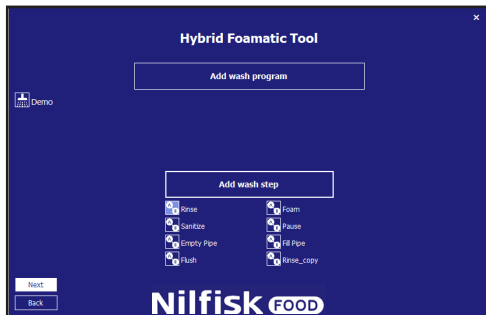 Hybrid Foamatic Tool
Add wash program
Demo
Add wash step
Rinse
Foam
Sanitize
Pause
Empty Pipe
Fill Pipe
Flush
Rinse_copy
Next
Back
Nilfisk FOOD